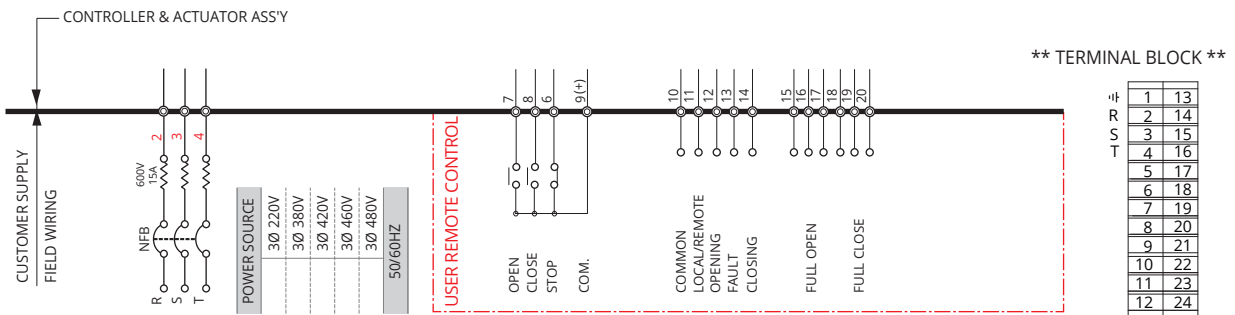 CONTROLLER & ACTUATOR ASS'Y
CUSTOMER SUPPLY
FIELD WIRING
2
3
4
600V
15A
NFB
R
S
T
POWER SOURCE
3Ø 220V
3Ø 380V
3Ø 420V
3Ø 460V
3Ø 480V
50/60HZ
USER REMOTE CONTROL
7
8
6
9(+)
OPEN
CLOSE
STOP
COM.
10
11
12
13
14
COMMON
LOCAL/REMOTE
OPENING
FAULT
CLOSING
15
16
17
18
19
20
FULL OPEN
FULL CLOSE
** TERMINAL BLOCK **
1 13
R 2 14
S 3 15
T 4 16
5 17
6 18
7 19
8 20
9 21
10 22
11 23
12 24